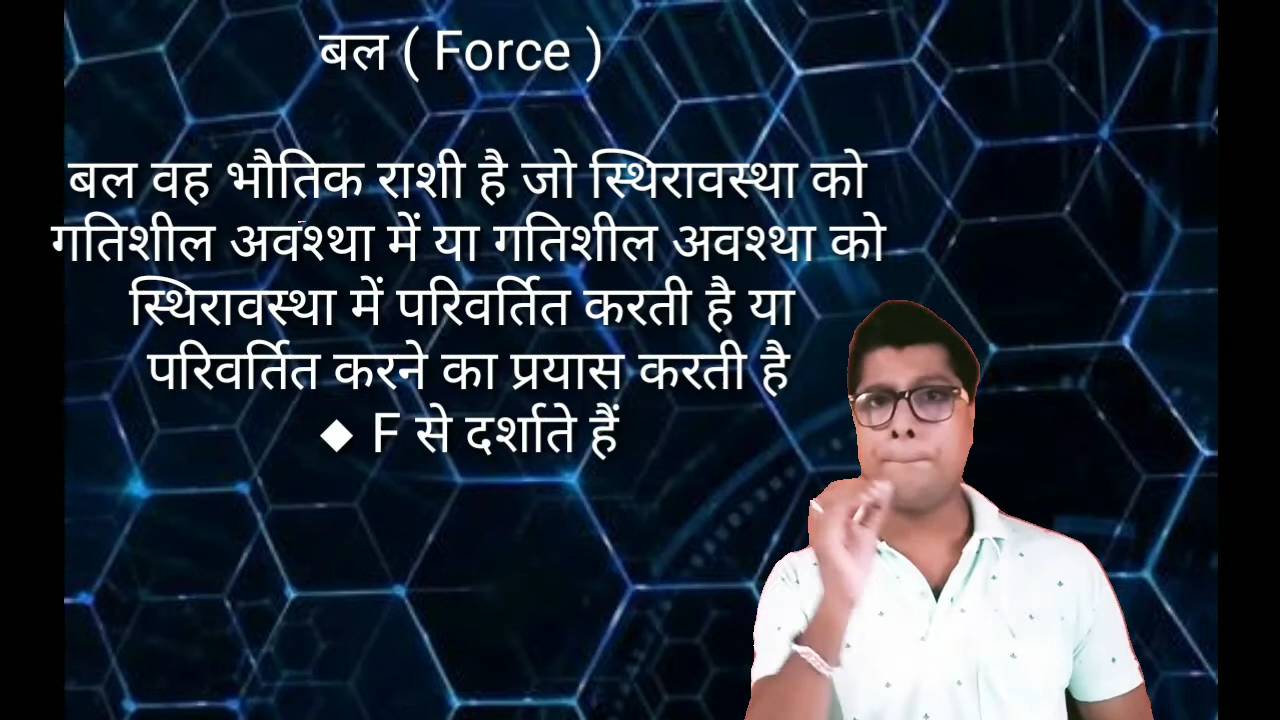 बल ( Force )
बल वह भौतिक राशी है जो स्थिरावस्था को
गतिशील अवश्था में या गतिशील अवश्था को
स्थिरावस्था में परिवर्तित करती है या
परिवर्तित करने का प्रयास करती है
◆ F से दर्शाते हैं